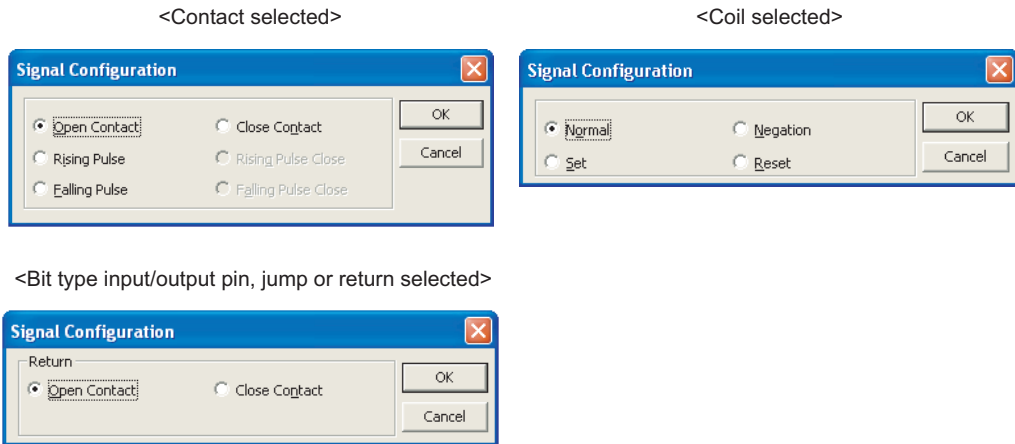 <Contact selected>
Signal Configuration
Open Contact
Close Contact
OK
Rising Pulse
Rising Pulse Close
Cancel
Falling Pulse
Falling Pulse Close
<Coil selected>
Signal Configuration
Normal
Negation
OK
Set
Reset
Cancel
<Bit type input/output pin, jump or return selected>
Signal Configuration
Return
Open Contact
Close Contact
OK
Cancel